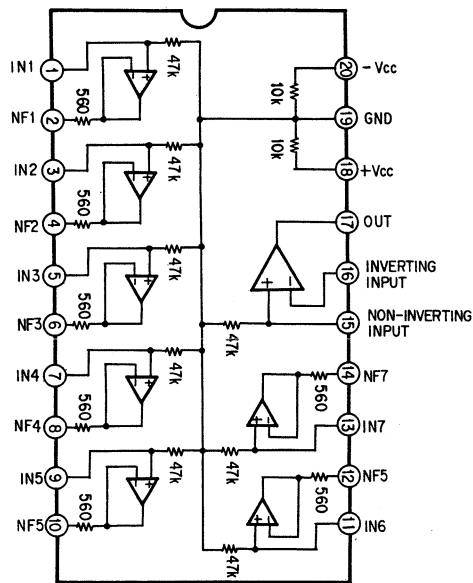 IN1
1
47k
560
NF1
2
IN2
3
47k
560
NF2
4
IN3
5
47k
560
NF3
6
IN4
7
47k
560
NF4
8
IN5
9
47k
560
NF5
10
20
-Vcc
10k
19
GND
10k
18
+Vcc
17
OUT
16
INVERTING
INPUT
15
NON-INVERTING
INPUT
47k
14
NF7
560
13
IN7
47k
12
NF5
560
11
IN6
47k